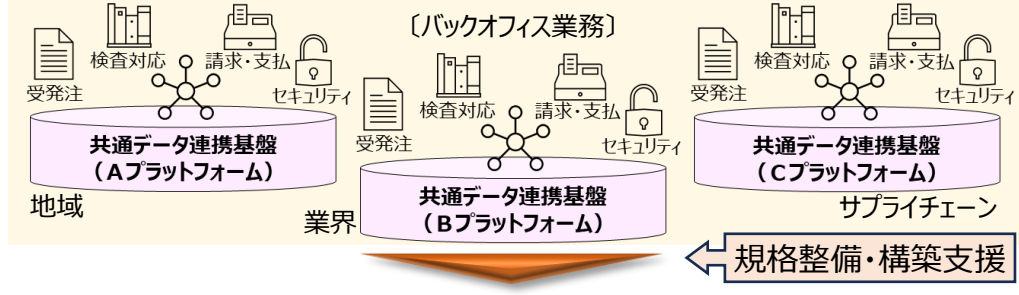 〔バックオフィス業務〕
検査対応
請求・支払
受発注
セキュリティ
共通データ連携基盤
（Aプラットフォーム）
地域
検査対応
請求・支払
受発注
セキュリティ
共通データ連携基盤
（Bプラットフォーム）
業界
検査対応
請求・支払
受発注
セキュリティ
共通データ連携基盤
（Cプラットフォーム）
サプライチェーン
規格整備・構築支援